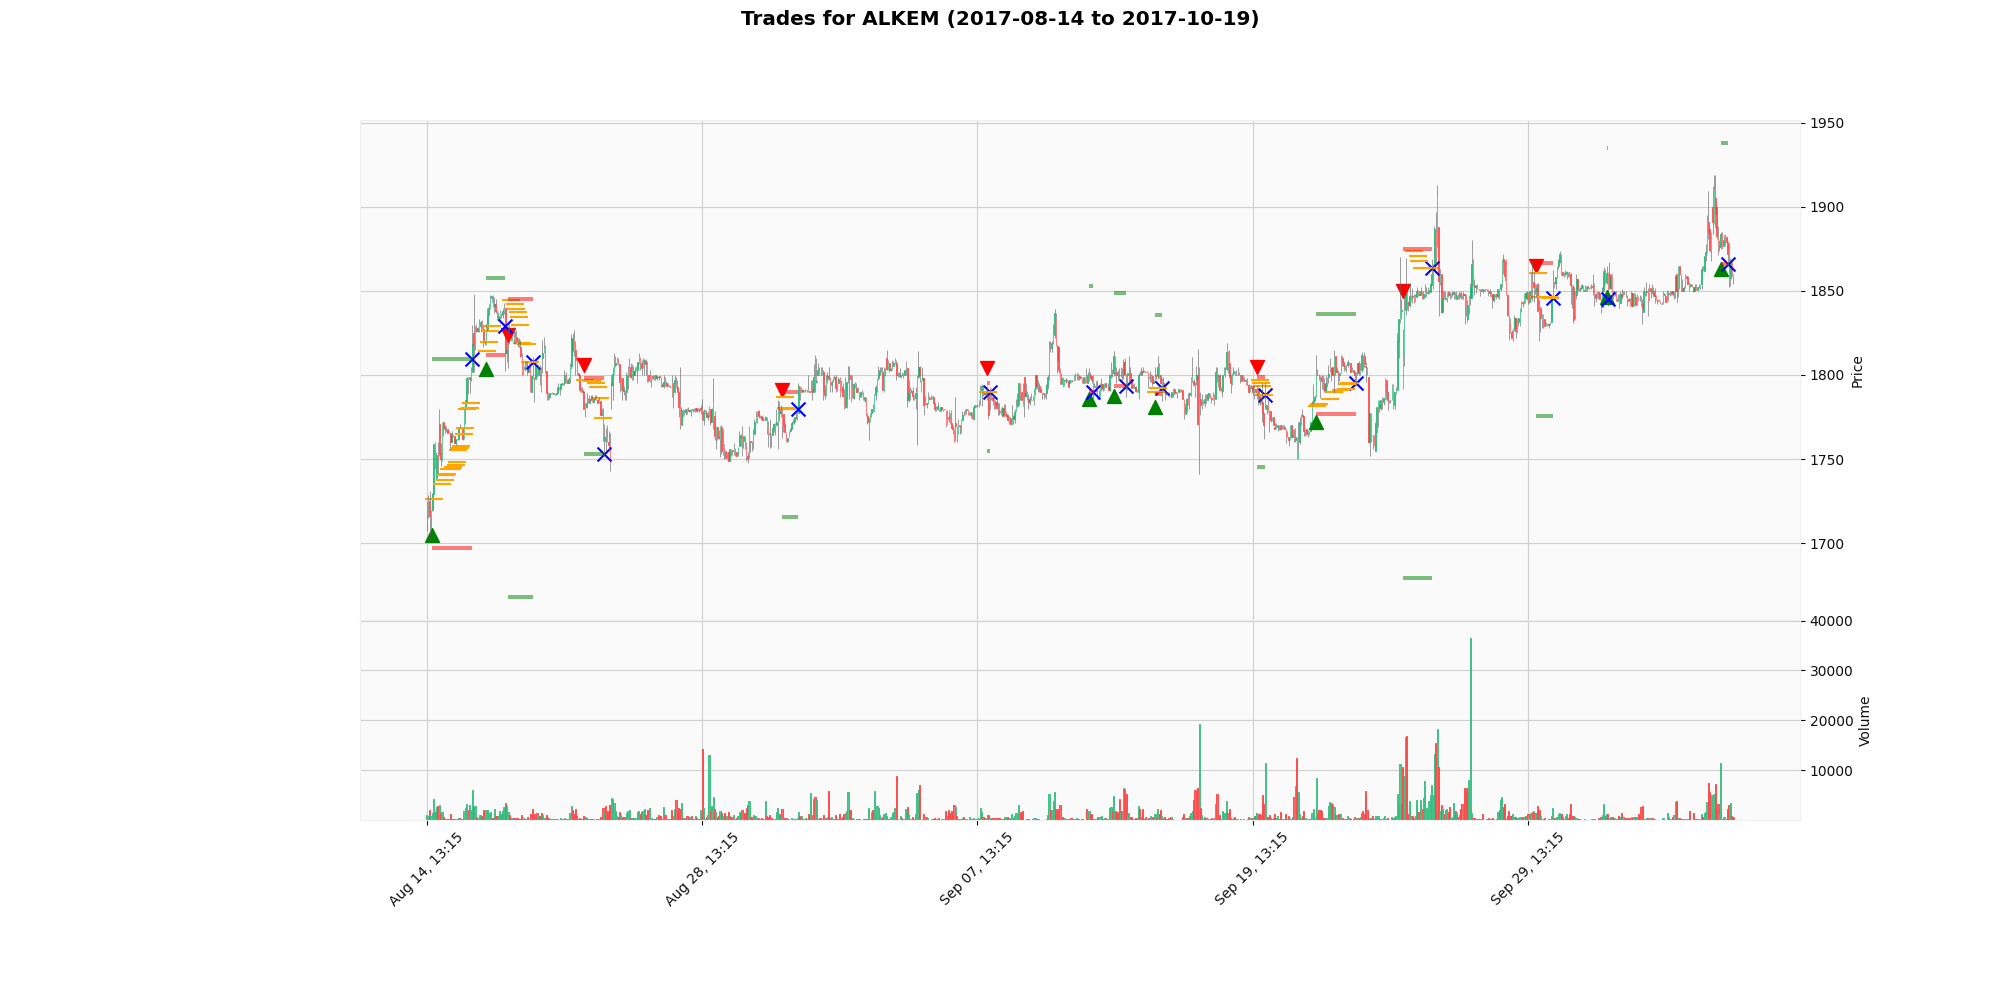 Trades for ALKEM (2017-08-14 to 2017-10-19)
1950
1900
1850
1800
1750
1700
Price
40000
30000
20000
10000
Volume
Aug 14, 13:15
Aug 28, 13:15
Sep 07, 13:15
Sep 19, 13:15
Sep 29, 13:15